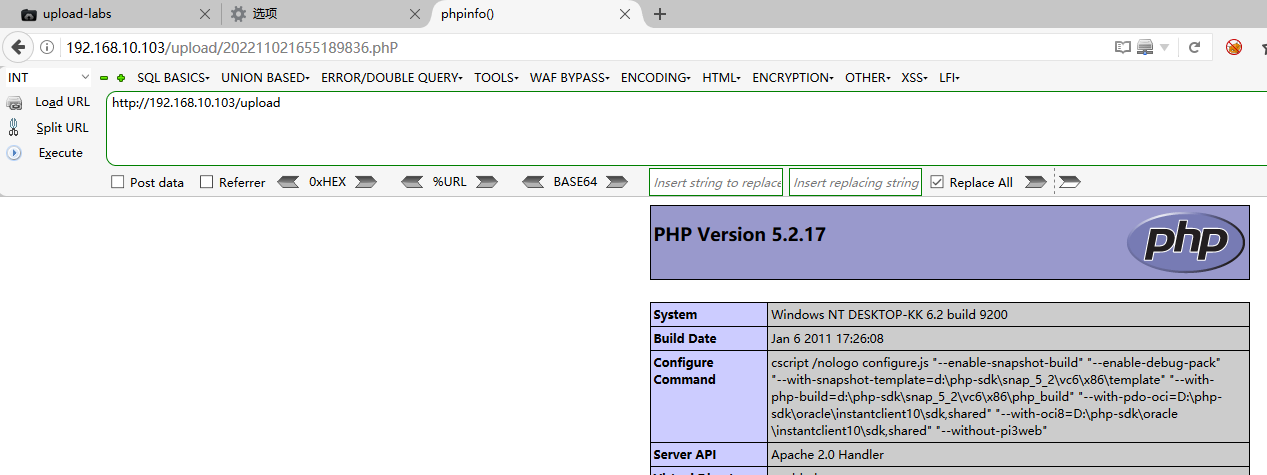 upload-labs
选项
phpinfo()
192.168.10.103/upload/202211021655189836.phP
INT
SQL BASICS
UNION BASED
ERROR/DOUBLE QUERY
TOOLS
WAF BYPASS
ENCODING
HTML
ENCRYPTION
OTHER
XSS
LFI
Load URL
http://192.168.10.103/upload
Split URL
Execute
Post data
Referrer
0xHEX
%URL
BASE64
Insert string to replace
Insert replacing string
Replace All
PHP Version 5.2.17
php
System
Windows NT DESKTOP-KK 6.2 build 9200
Build Date
Jan 6 2011 17:26:08
Configure
Command
cscript /nologo configure.js "--enable-snapshot-build" "--enable-debug-pack"
"--with-snapshot-template=d:\php-sdk\snap_5_2\vc6\x86\template" "--with-
php-build=d:\php-sdk\snap_5_2\vc6\x86\php_build" "--with-pdo-oci=D:\php-
sdk\oracle\instantclient10\sdk,shared" "--with-oci8=D:\php-sdk\oracle
\instantclient10\sdk,shared" "--without-pi3web"
Server API
Apache 2.0 Handler